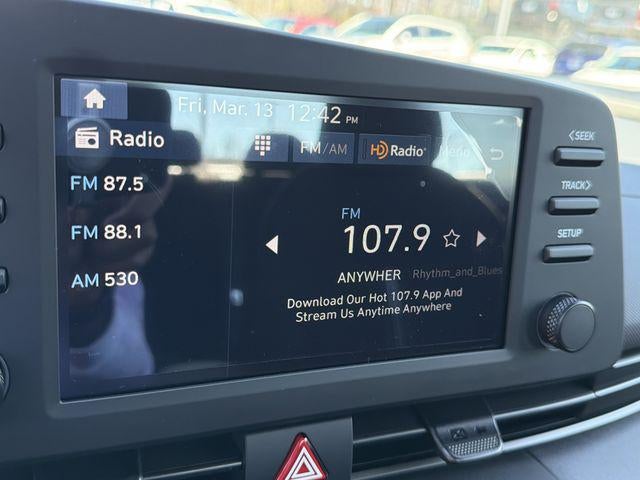 Fri, Mar. 13 12:42 PM
Radio
FM/AM
HD Radio
Menu
FM 87.5
FM 88.1
AM 530
FM
107.9
ANYWHER Rhythm_and_Blues
Download Our Hot 107.9 App And
Stream Us Anytime Anywhere
<SEEK
TRACK>
SETUP